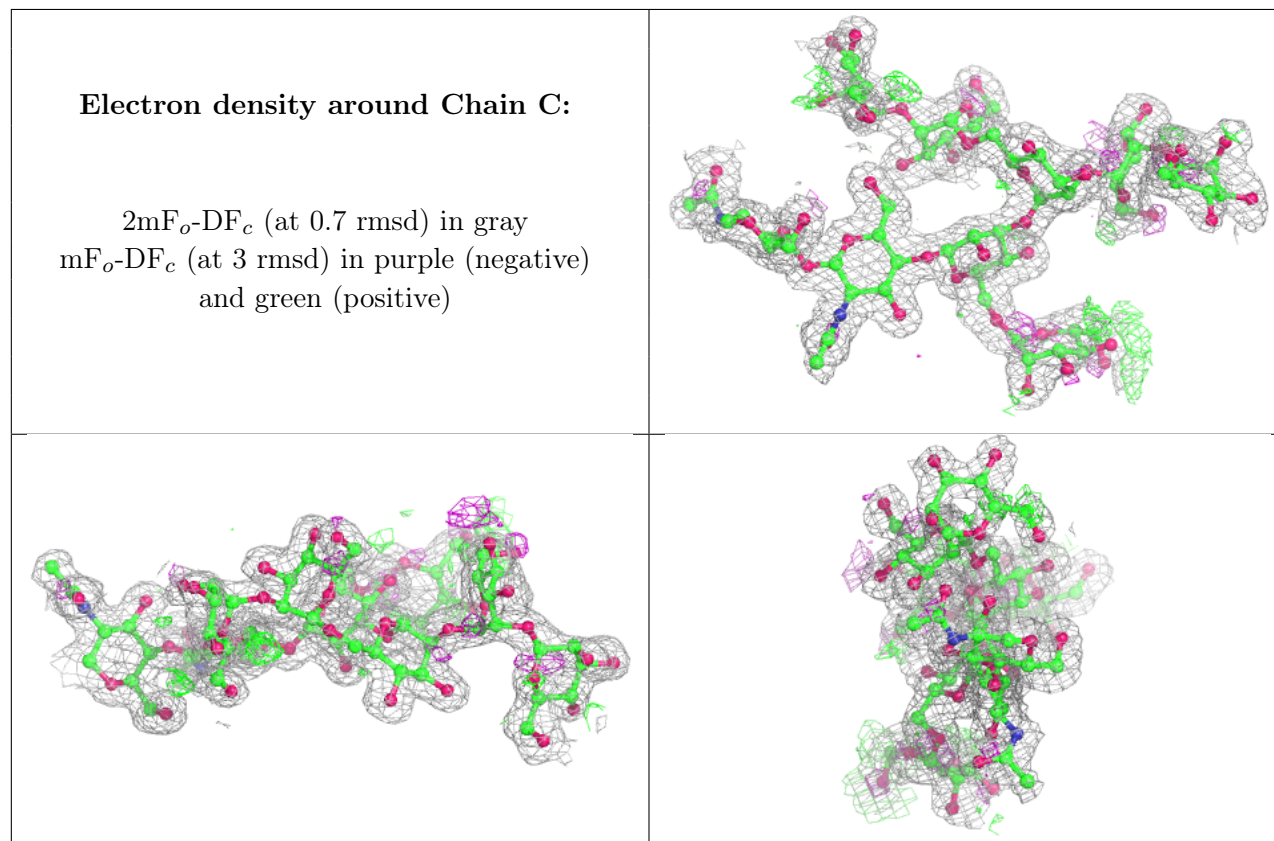 Electron density around Chain C:
2mFₒ-DF𝒸 (at 0.7 rmsd) in gray
mFₒ-DF𝒸 (at 3 rmsd) in purple (negative)
and green (positive)